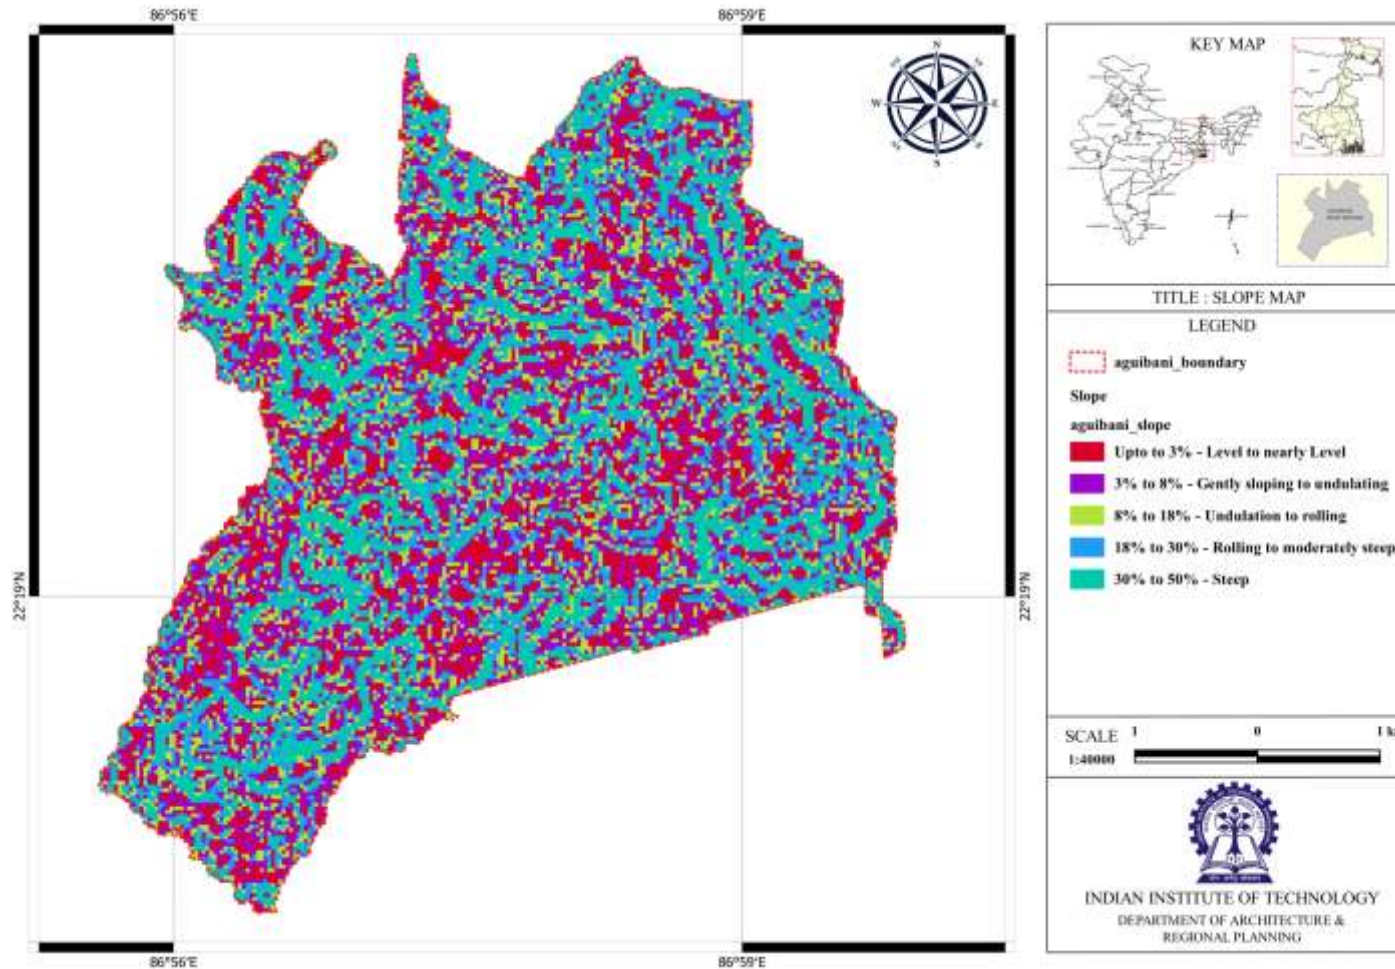 86°56'E
86°59'E
N
W
E
S
22°19'N
22°19'N
86°56'E
86°59'E
KEY MAP
TITLE : SLOPE MAP
LEGEND
aguibani_boundary
Slope
aguibani_slope
Upto to 3% - Level to nearly Level
3% to 8% - Gently sloping to undulating
8% to 18% - Undulation to rolling
18% to 30% - Rolling to moderately steep
30% to 50% - Steep
SCALE
1:40000
1 0 1 k
INDIAN INSTITUTE OF TECHNOLOGY
DEPARTMENT OF ARCHITECTURE &
REGIONAL PLANNING